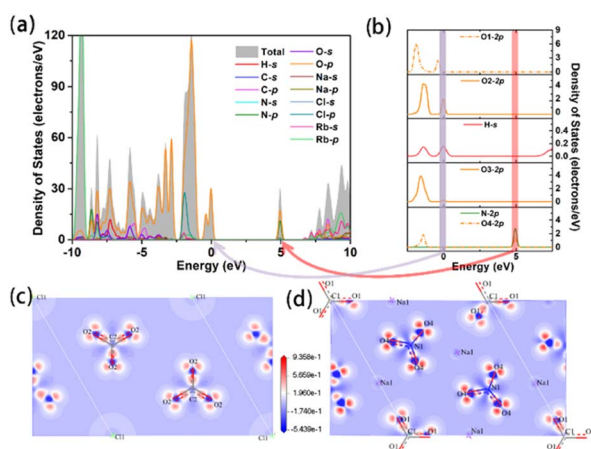 (a)
120
90
60
30
0
Density of States (electrons/eV)
-10
-5
0
5
10
Energy (eV)
Total
H-s
C-s
C-p
N-s
N-p
O-s
O-p
Na-s
Na-p
Cl-s
Cl-p
Rb-s
Rb-p
(b)
O1-2p
O2-2p
H-s
O3-2p
N-2p
O4-2p
9
6
3
0
4
2
0
0.4
0.2
0.0
4
2
0
4
2
0
Density of States (electrons/eV)
0
5
Energy (eV)
(c)
Cl1
Cl1
O2
O2
C2
O2
O2
C2
O2
O2
Cl1
Cl1
9.358e-1
5.659e-1
1.960e-1
-1.740e-1
-5.439e-1
(d)
O1
O1
C1
O1
Na1
C1
O1
O1
O4
O4
N1
O4
Na1
Na1
O4
N1
O4
O4
Na1
O1
C1
O1
Na1
O1
C1